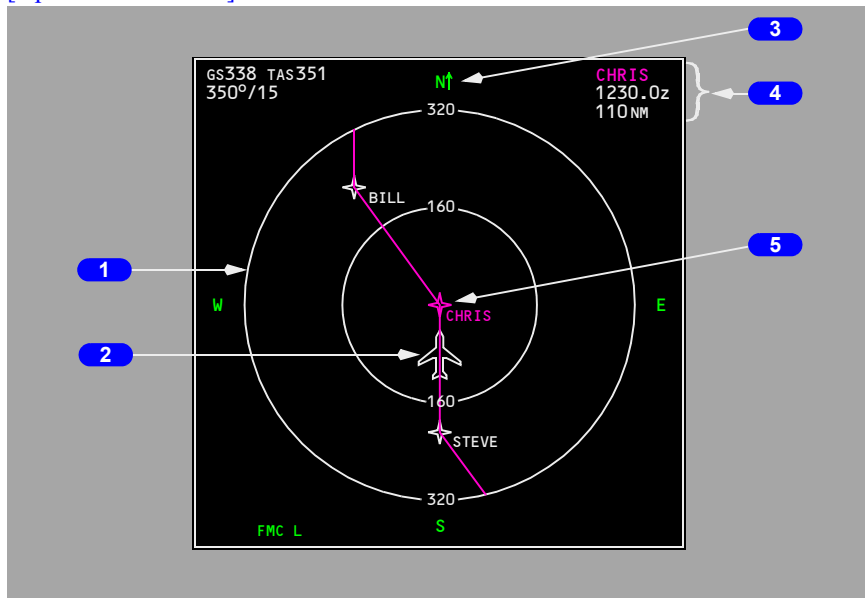 3
GS338 TAS351
350º/15
N↑
CHRIS
1230.0z
110NM
4
320
BILL
160
5
1
W
E
CHRIS
2
160
STEVE
320
FMC L
S